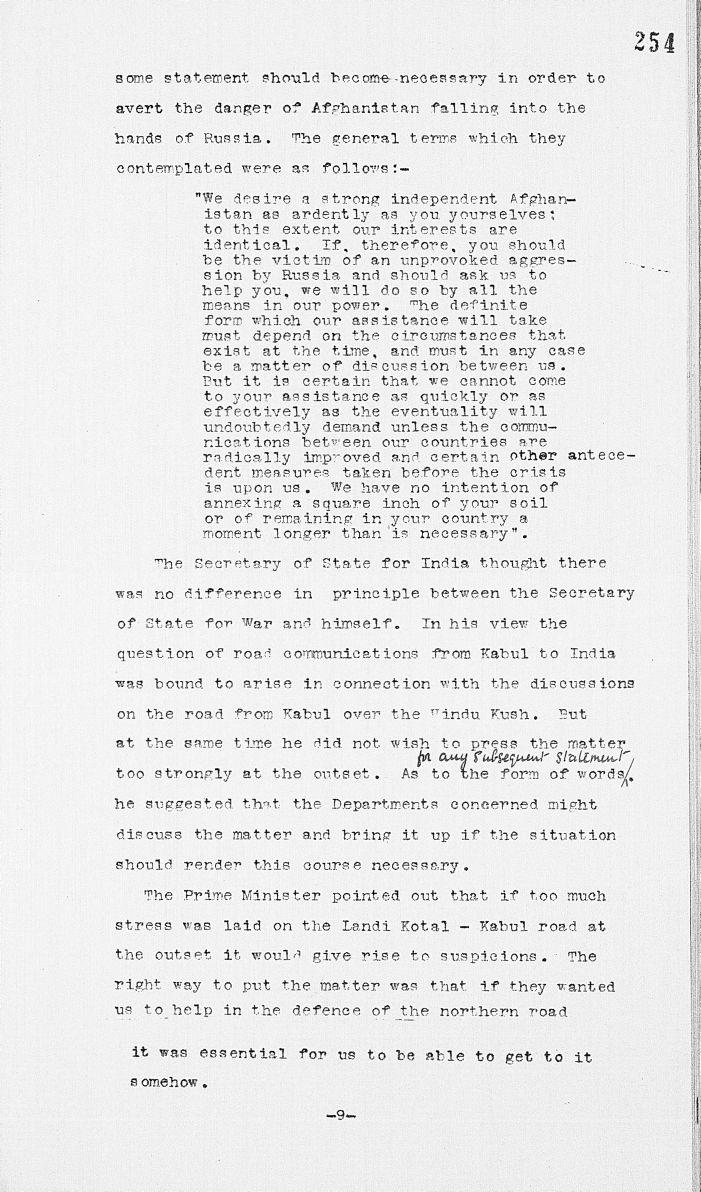 254
some statement should become necessary in order to
avert the danger of Afghanistan falling into the
hands of Russia. The general terms which they
contemplated were as follows:-
"We desire a strong independent Afghan-
istan as ardently as you yourselves;
to this extent our interests are
identical. If, therefore, you should
be the victim of an unprovoked aggres-
sion by Russia and should ask us to
help you, we will do so by all the
means in our power. The definite
form which our assistance will take
must depend on the circumstances that
exist at the time, and must in any case
be a matter of discussion between us.
But it is certain that we cannot come
to your assistance as quickly or as
effectively as the eventuality will
undoubtedly demand unless the commu-
nications between our countries are
radically improved and certain other antece-
dent measures taken before the crisis
is upon us. We have no intention of
annexing a square inch of your soil
or of remaining in your country a
moment longer than is necessary".
The Secretary of State for India thought there
was no difference in principle between the Secretary
of State for War and himself. In his view the
question of road communications from Kabul to India
was bound to arise in connection with the discussions
on the road from Kabul over the Hindu Kush. But
at the same time he did not wish to press the matter
for any subsequent statement,
too strongly at the outset. As to the form of words.
he suggested that the Departments concerned might
discuss the matter and bring it up if the situation
should render this course necessary.
The Prime Minister pointed out that if too much
stress was laid on the Landi Kotal - Kabul road at
the outset it would give rise to suspicions. The
right way to put the matter was that if they wanted
us to help in the defence of the northern road
it was essential for us to be able to get to it
somehow.
-9-